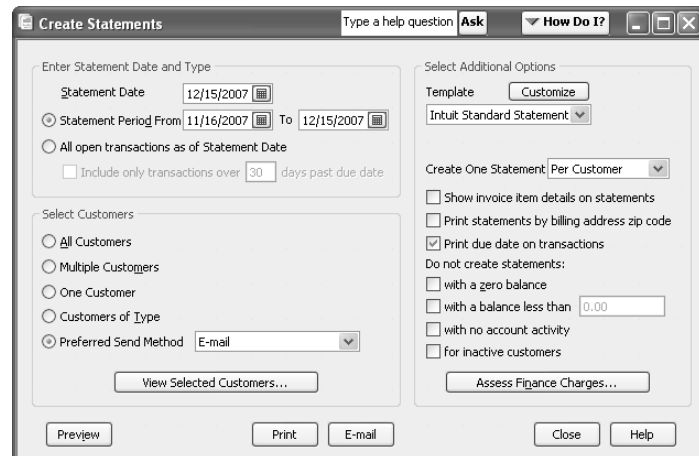 Create Statements
Type a help question Ask
How Do I?
Enter Statement Date and Type
Statement Date 12/15/2007
Statement Period From 11/16/2007 To 12/15/2007
All open transactions as of Statement Date
Include only transactions over 30 days past due date
Select Customers
All Customers
Multiple Customers
One Customer
Customers of Type
Preferred Send Method E-mail
View Selected Customers...
Select Additional Options
Template Customize
Intuit Standard Statement
Create One Statement Per Customer
Show invoice item details on statements
Print statements by billing address zip code
Print due date on transactions
Do not create statements:
with a zero balance
with a balance less than 0.00
with no account activity
for inactive customers
Assess Finance Charges...
Preview Print E-mail Close Help